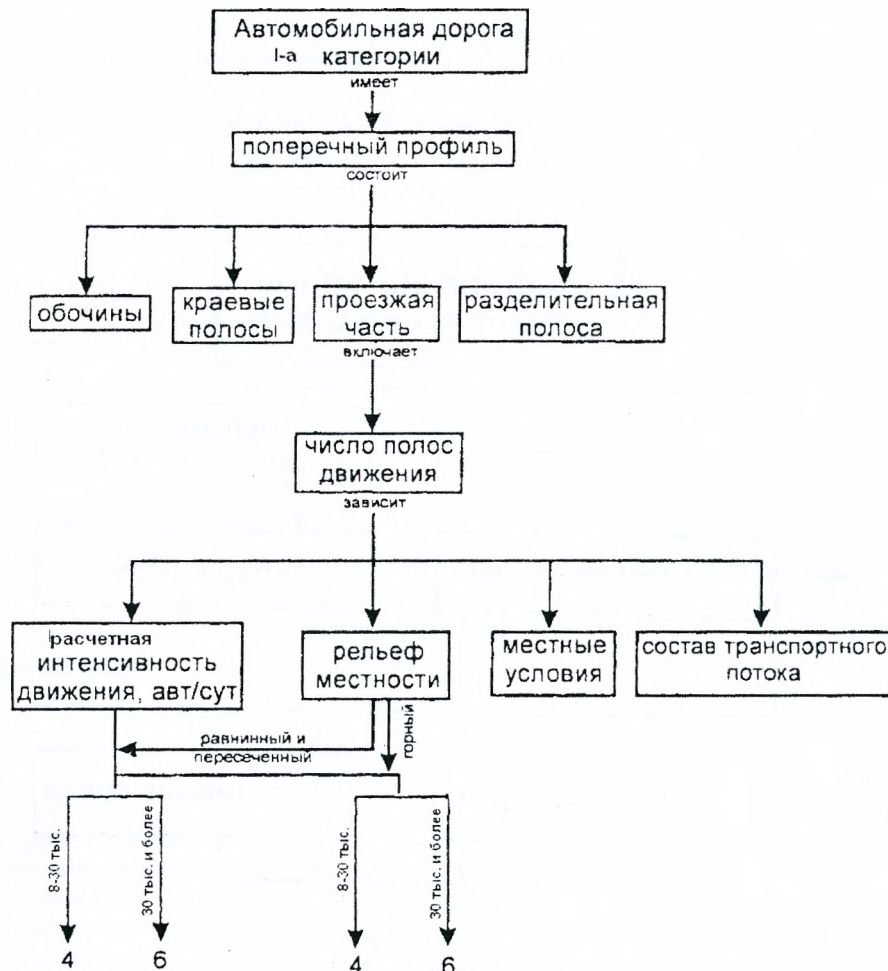 Автомобильная дорога
I-а категории
имеет
поперечный профиль
состоит
обочины
краевые
полосы
проезжая
часть
включает
разделительная
полоса
число полос
движения
зависит
расчетная
интенсивность
движения, авт/сут
рельеф
местности
местные
условия
состав транспортного
потока
равнинный и
пересеченный
горный
8-30 тыс.
30 тыс. и более
8-30 тыс.
30 тыс. и более
4
6
4
6